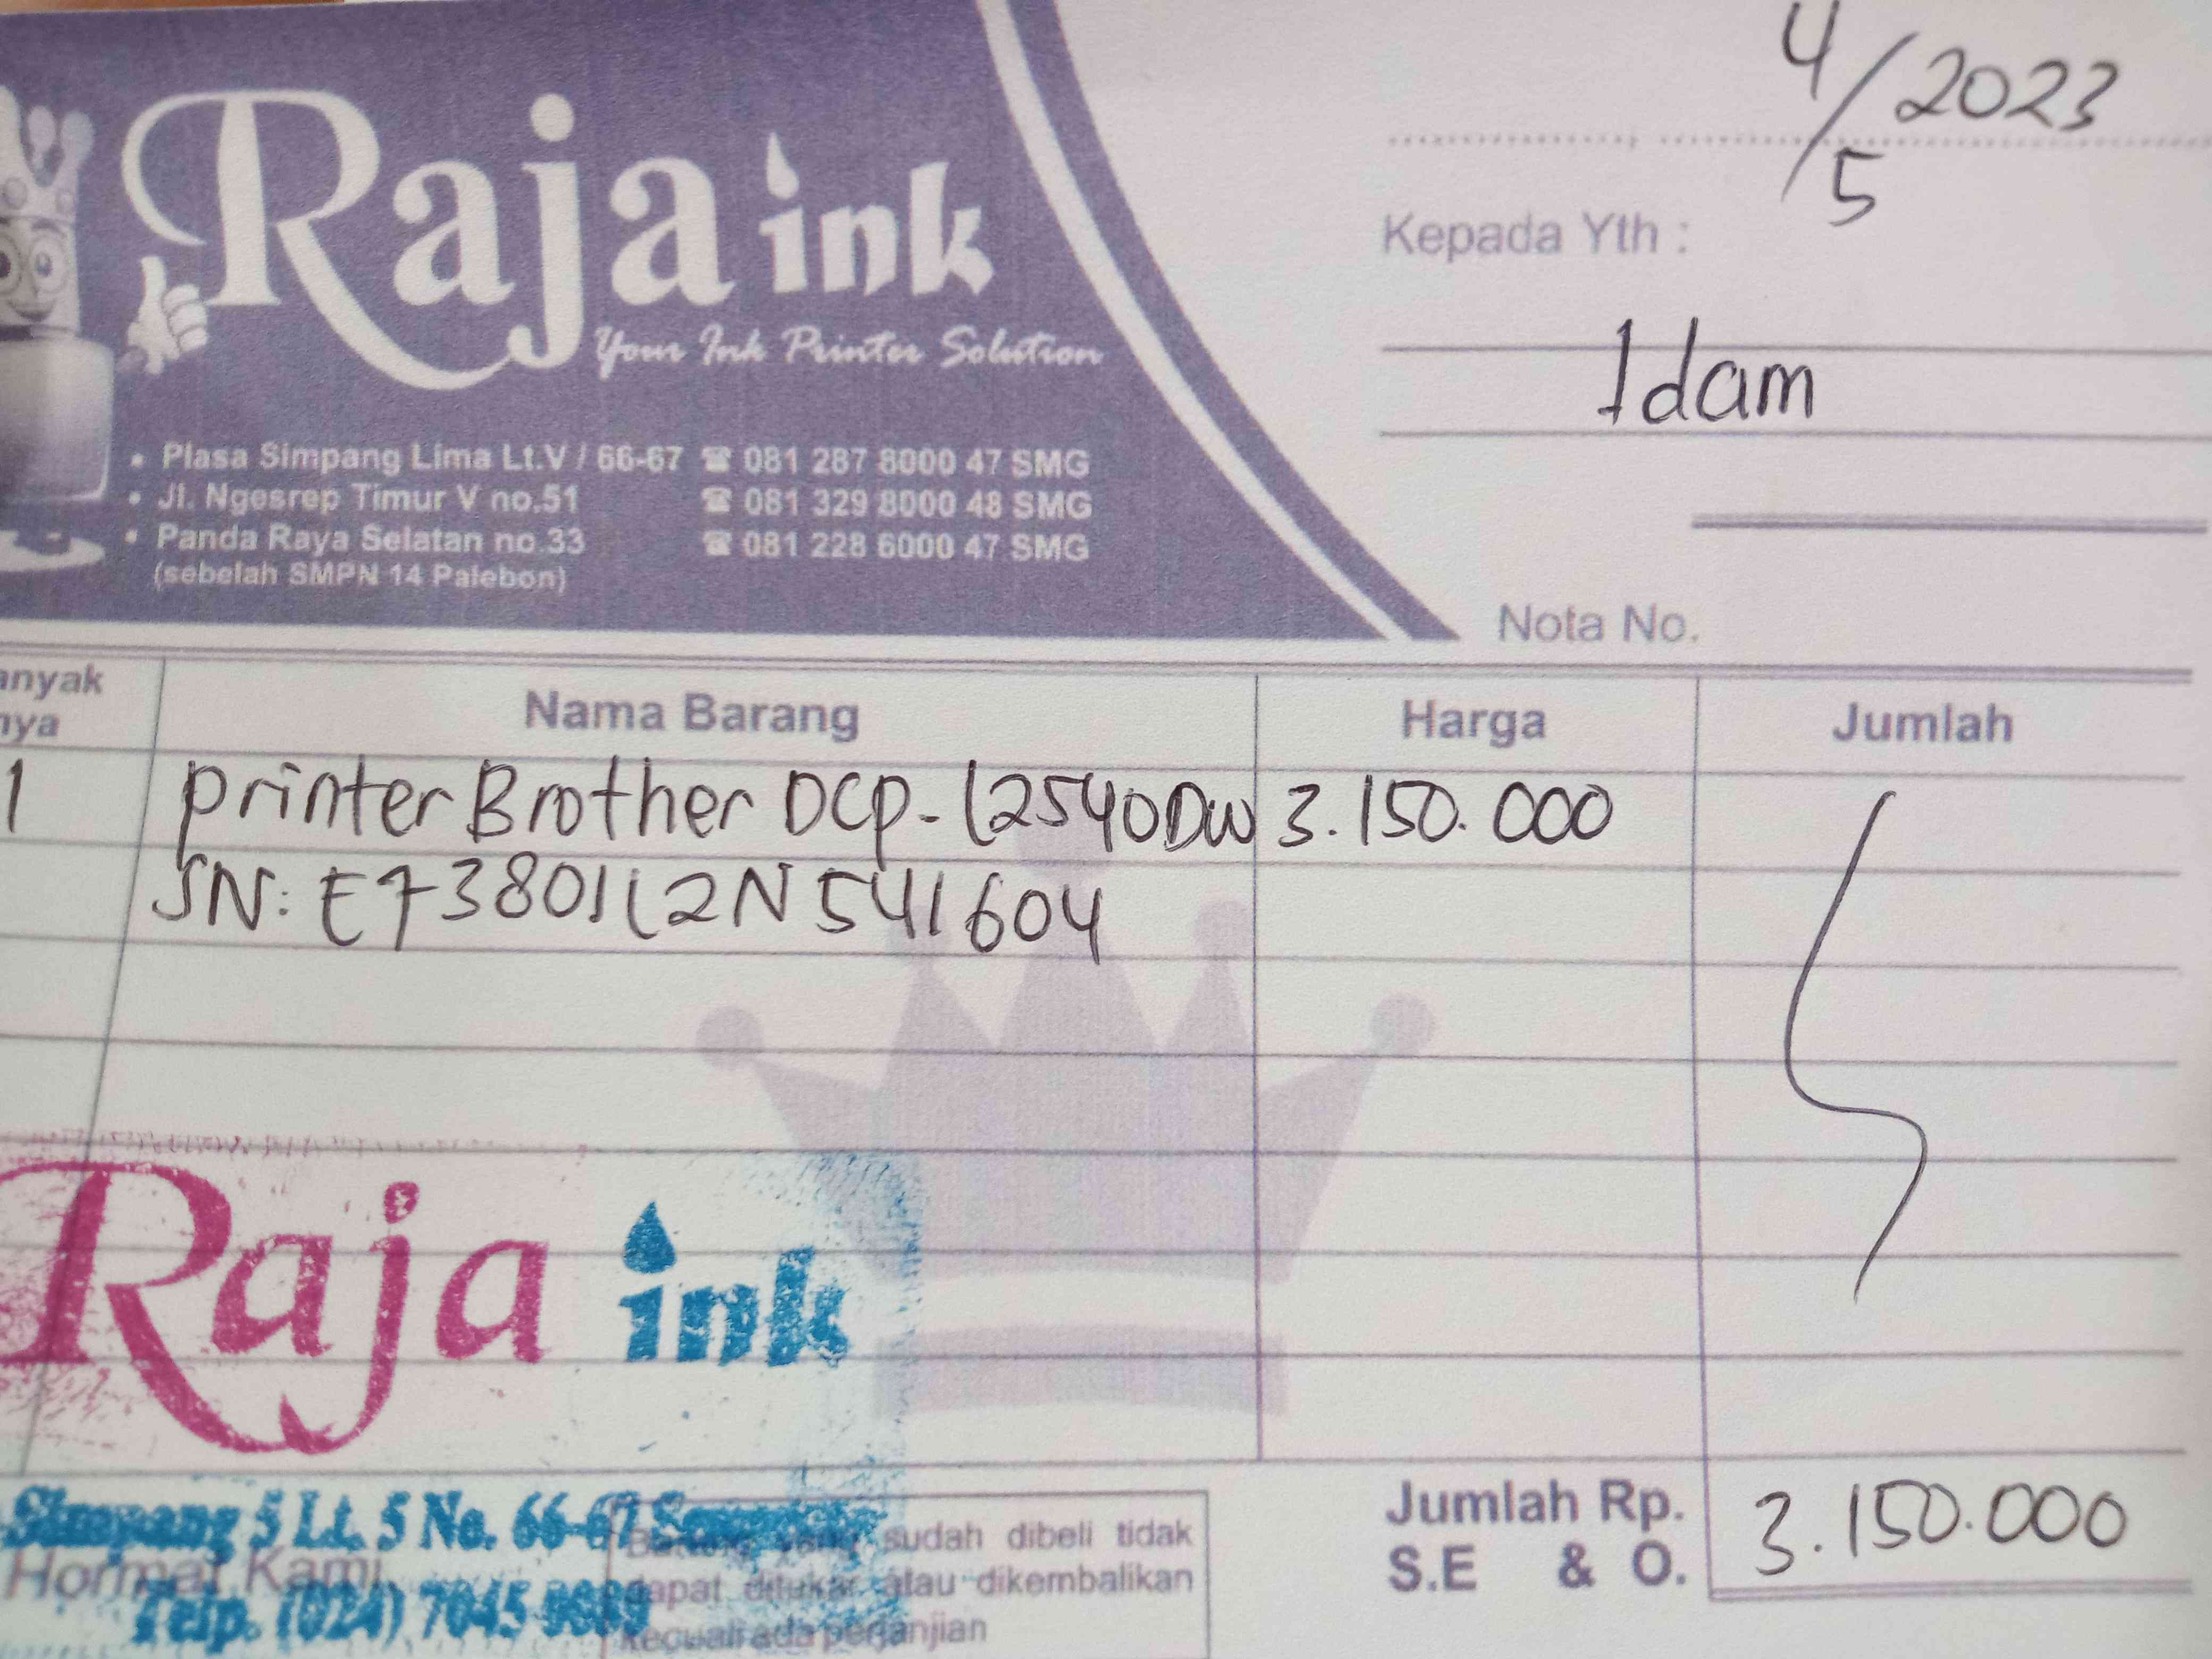 4/5 2023
Raja ink
Your Ink Printer Solution
Kepada Yth :
Idam
• Plasa Simpang Lima Lt.V / 66-67 ☎ 081 287 8000 47 SMG
• Jl. Ngesrep Timur V no.51 ☎ 081 329 8000 48 SMG
• Panda Raya Selatan no.33 ☎ 081 228 6000 47 SMG
(sebelah SMPN 14 Palebon)
Nota No.
anyak
nya
Nama Barang
Harga
Jumlah
1 printer Brother DCP-L2540DW 3.150.000
SN: E73801L2N541604
Raja ink
Simpang 5 Lt. 5 No. 66-67
Hormat Kami
Telp. (024) 7045
Barang yang sudah dibeli tidak
dapat ditukar atau dikembalikan
kecuali ada perjanjian
Jumlah Rp. 3.150.000
S.E & O.